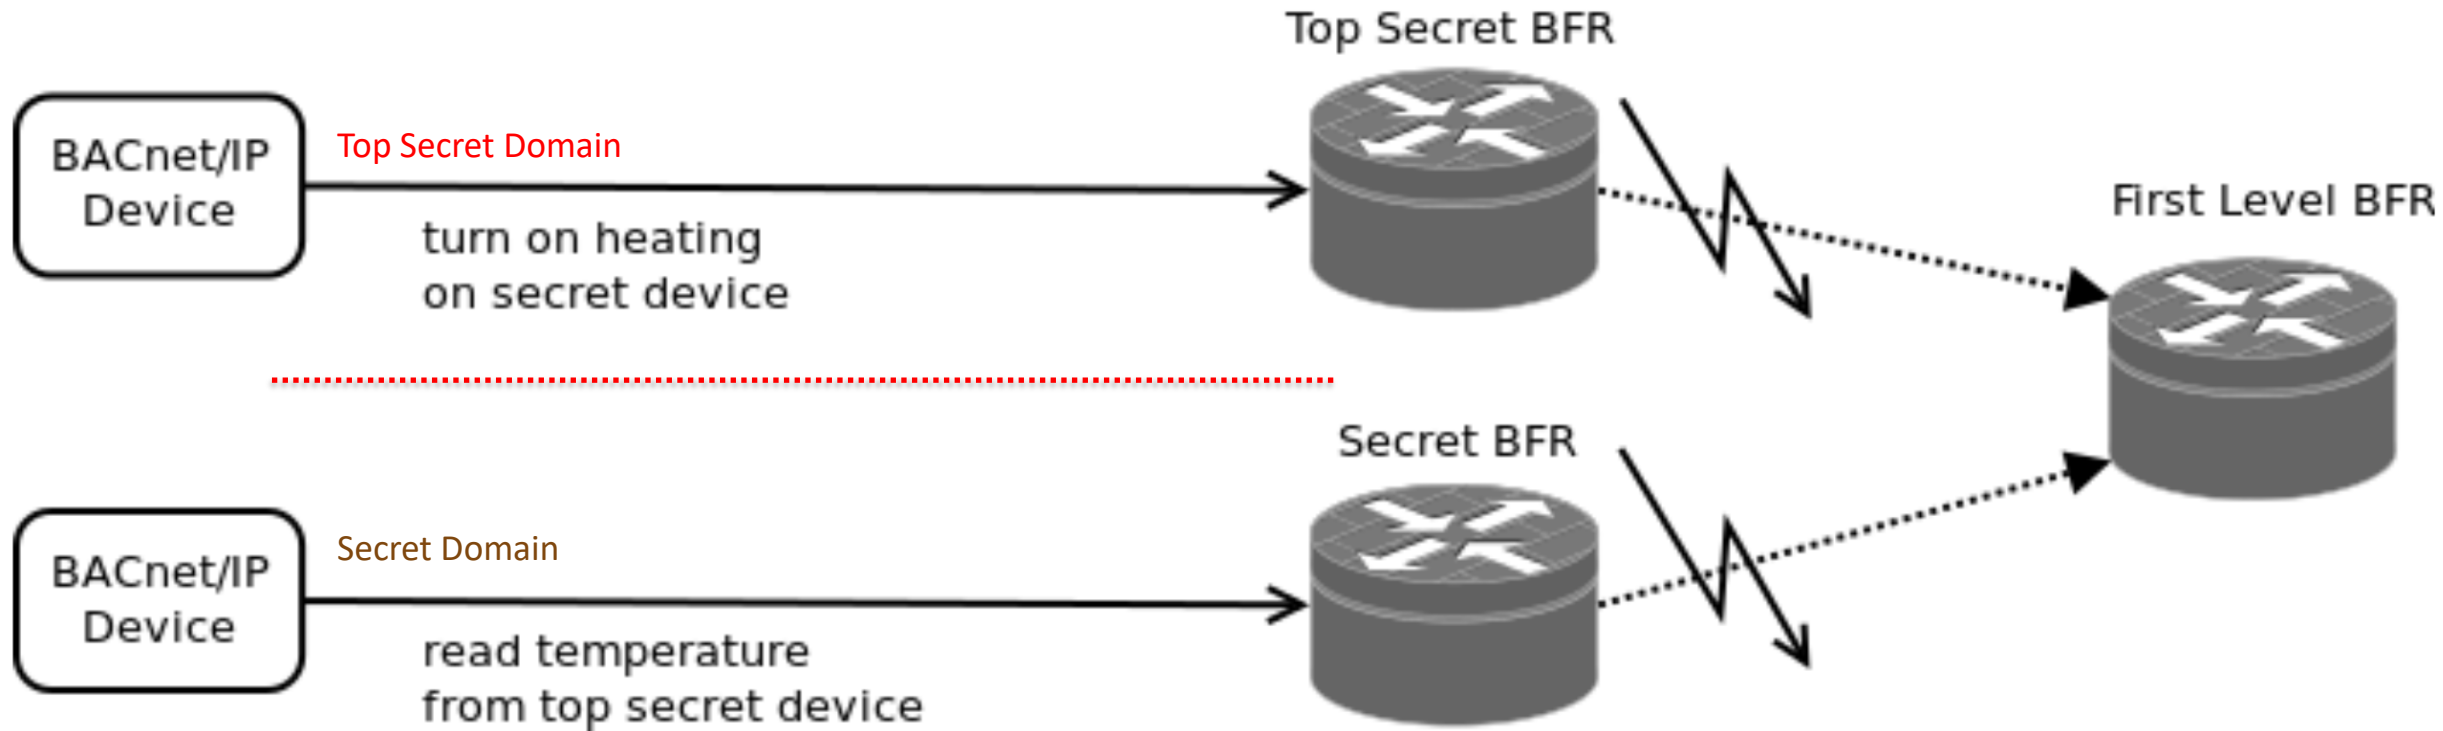 Top Secret BFR
BACnet/IP
Device
Top Secret Domain
turn on heating
on secret device
First Level BFR
Secret BFR
BACnet/IP
Device
Secret Domain
read temperature
from top secret device